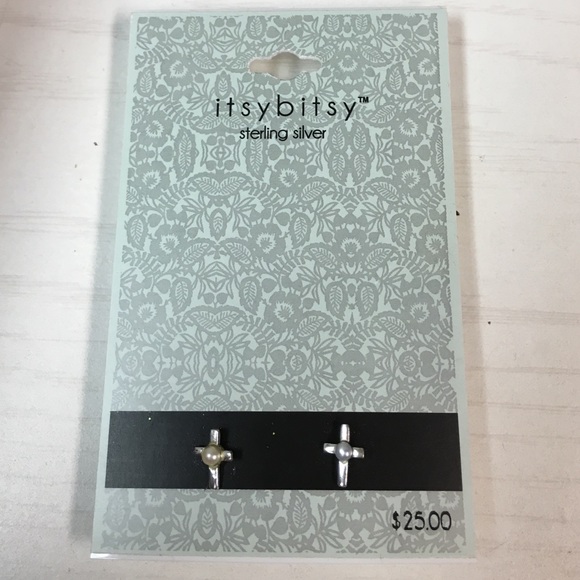 itsybitsy™
sterling silver
$25.00